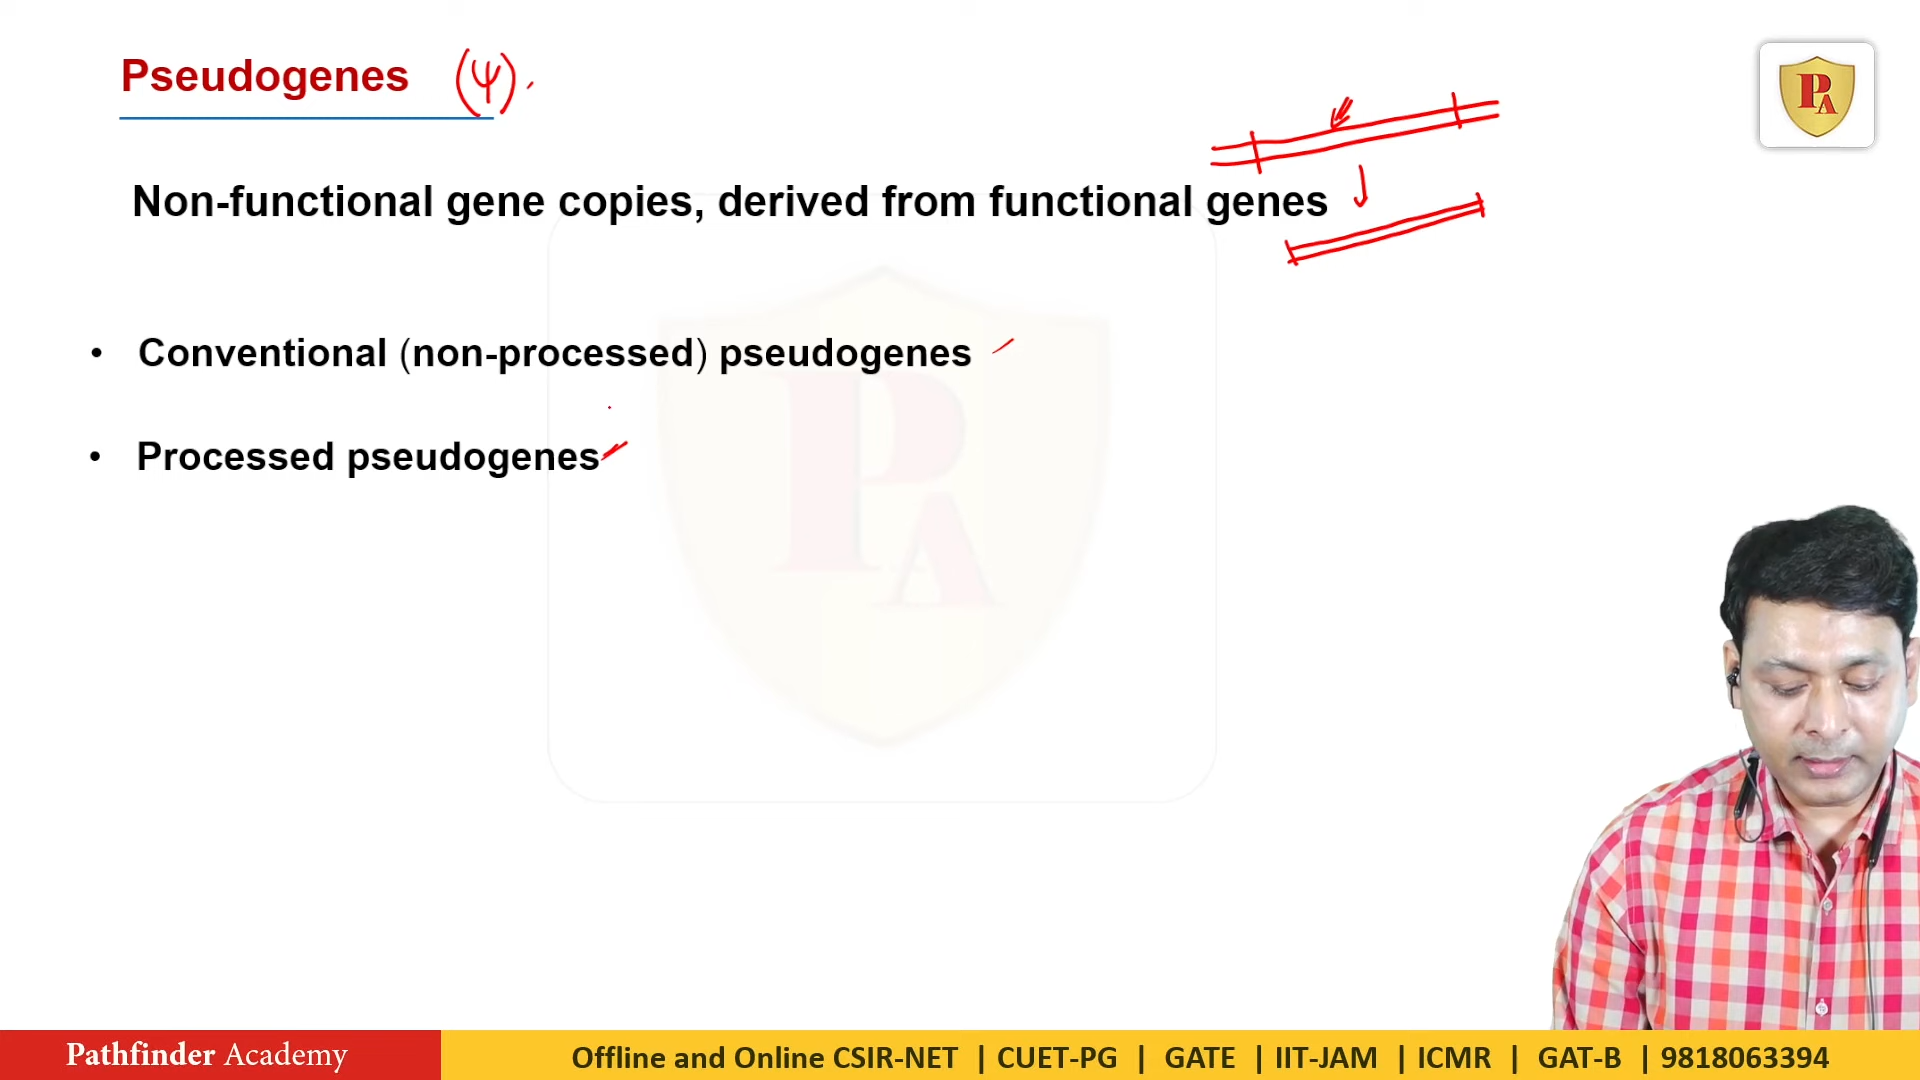 Pseudogenes (ψ)
Non-functional gene copies, derived from functional genes
• Conventional (non-processed) pseudogenes
• Processed pseudogenes
PA
PA
Pathfinder Academy
Offline and Online CSIR-NET | CUET-PG | GATE | IIT-JAM | ICMR | GAT-B | 9818063394